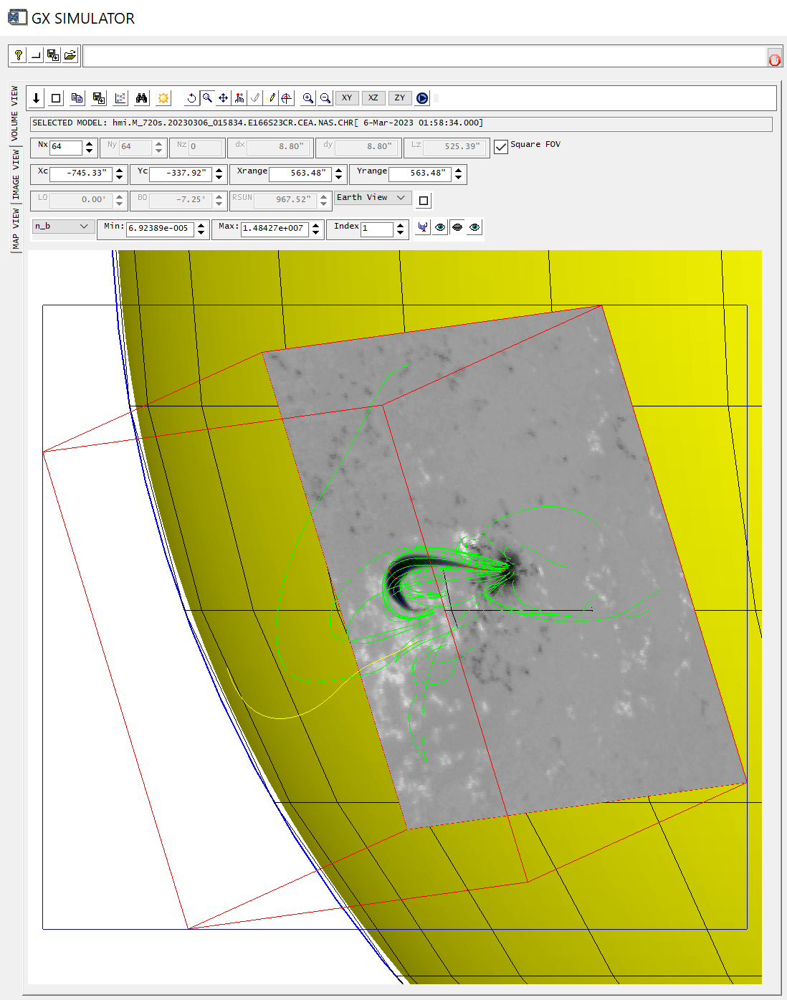 GX SIMULATOR
?
VOLUME VIEW
IMAGE VIEW
MAP VIEW
XY XZ ZY
SELECTED MODEL: hmi.M_720s.20230306_015834.E166S23CR.CEA.NAS.CHR[ 6-Mar-2023 01:58:34.000]
Nx 64 Ny 64 Nz 0 dx 8.80" dy 8.80" Lz 525.39" Square FOV
Xc -745.33" Yc -337.92" Xrange 563.48" Yrange 563.48"
L0 0.00° B0 -7.25° RSUN 967.52" Earth View
n_b Min: 6.92389e-005 Max: 1.48427e+007 Index 1